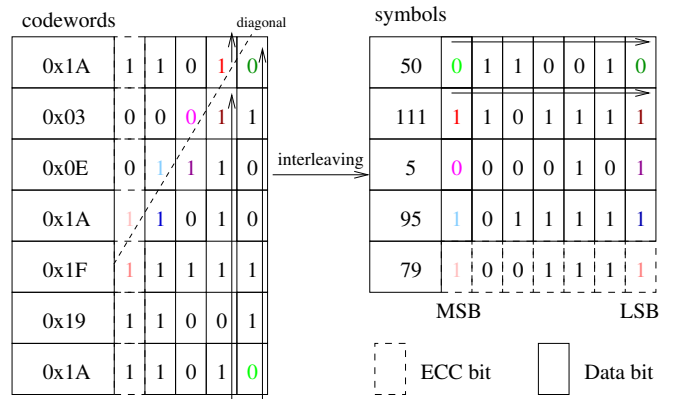 codewords diagonal symbols
0x1A 1 1 0 1 0 50 0 1 1 0 0 1 0
0x03 0 0 0 1 1 111 1 1 0 1 1 1 1
0x0E 0 1 1 1 0 interleaving 5 0 0 0 0 1 0 1
0x1A 1 1 0 1 0 95 1 0 1 1 1 1 1
0x1F 1 1 1 1 1 79 1 0 0 1 1 1 1
0x19 1 1 0 0 1 MSB LSB
0x1A 1 1 0 1 0 ECC bit Data bit